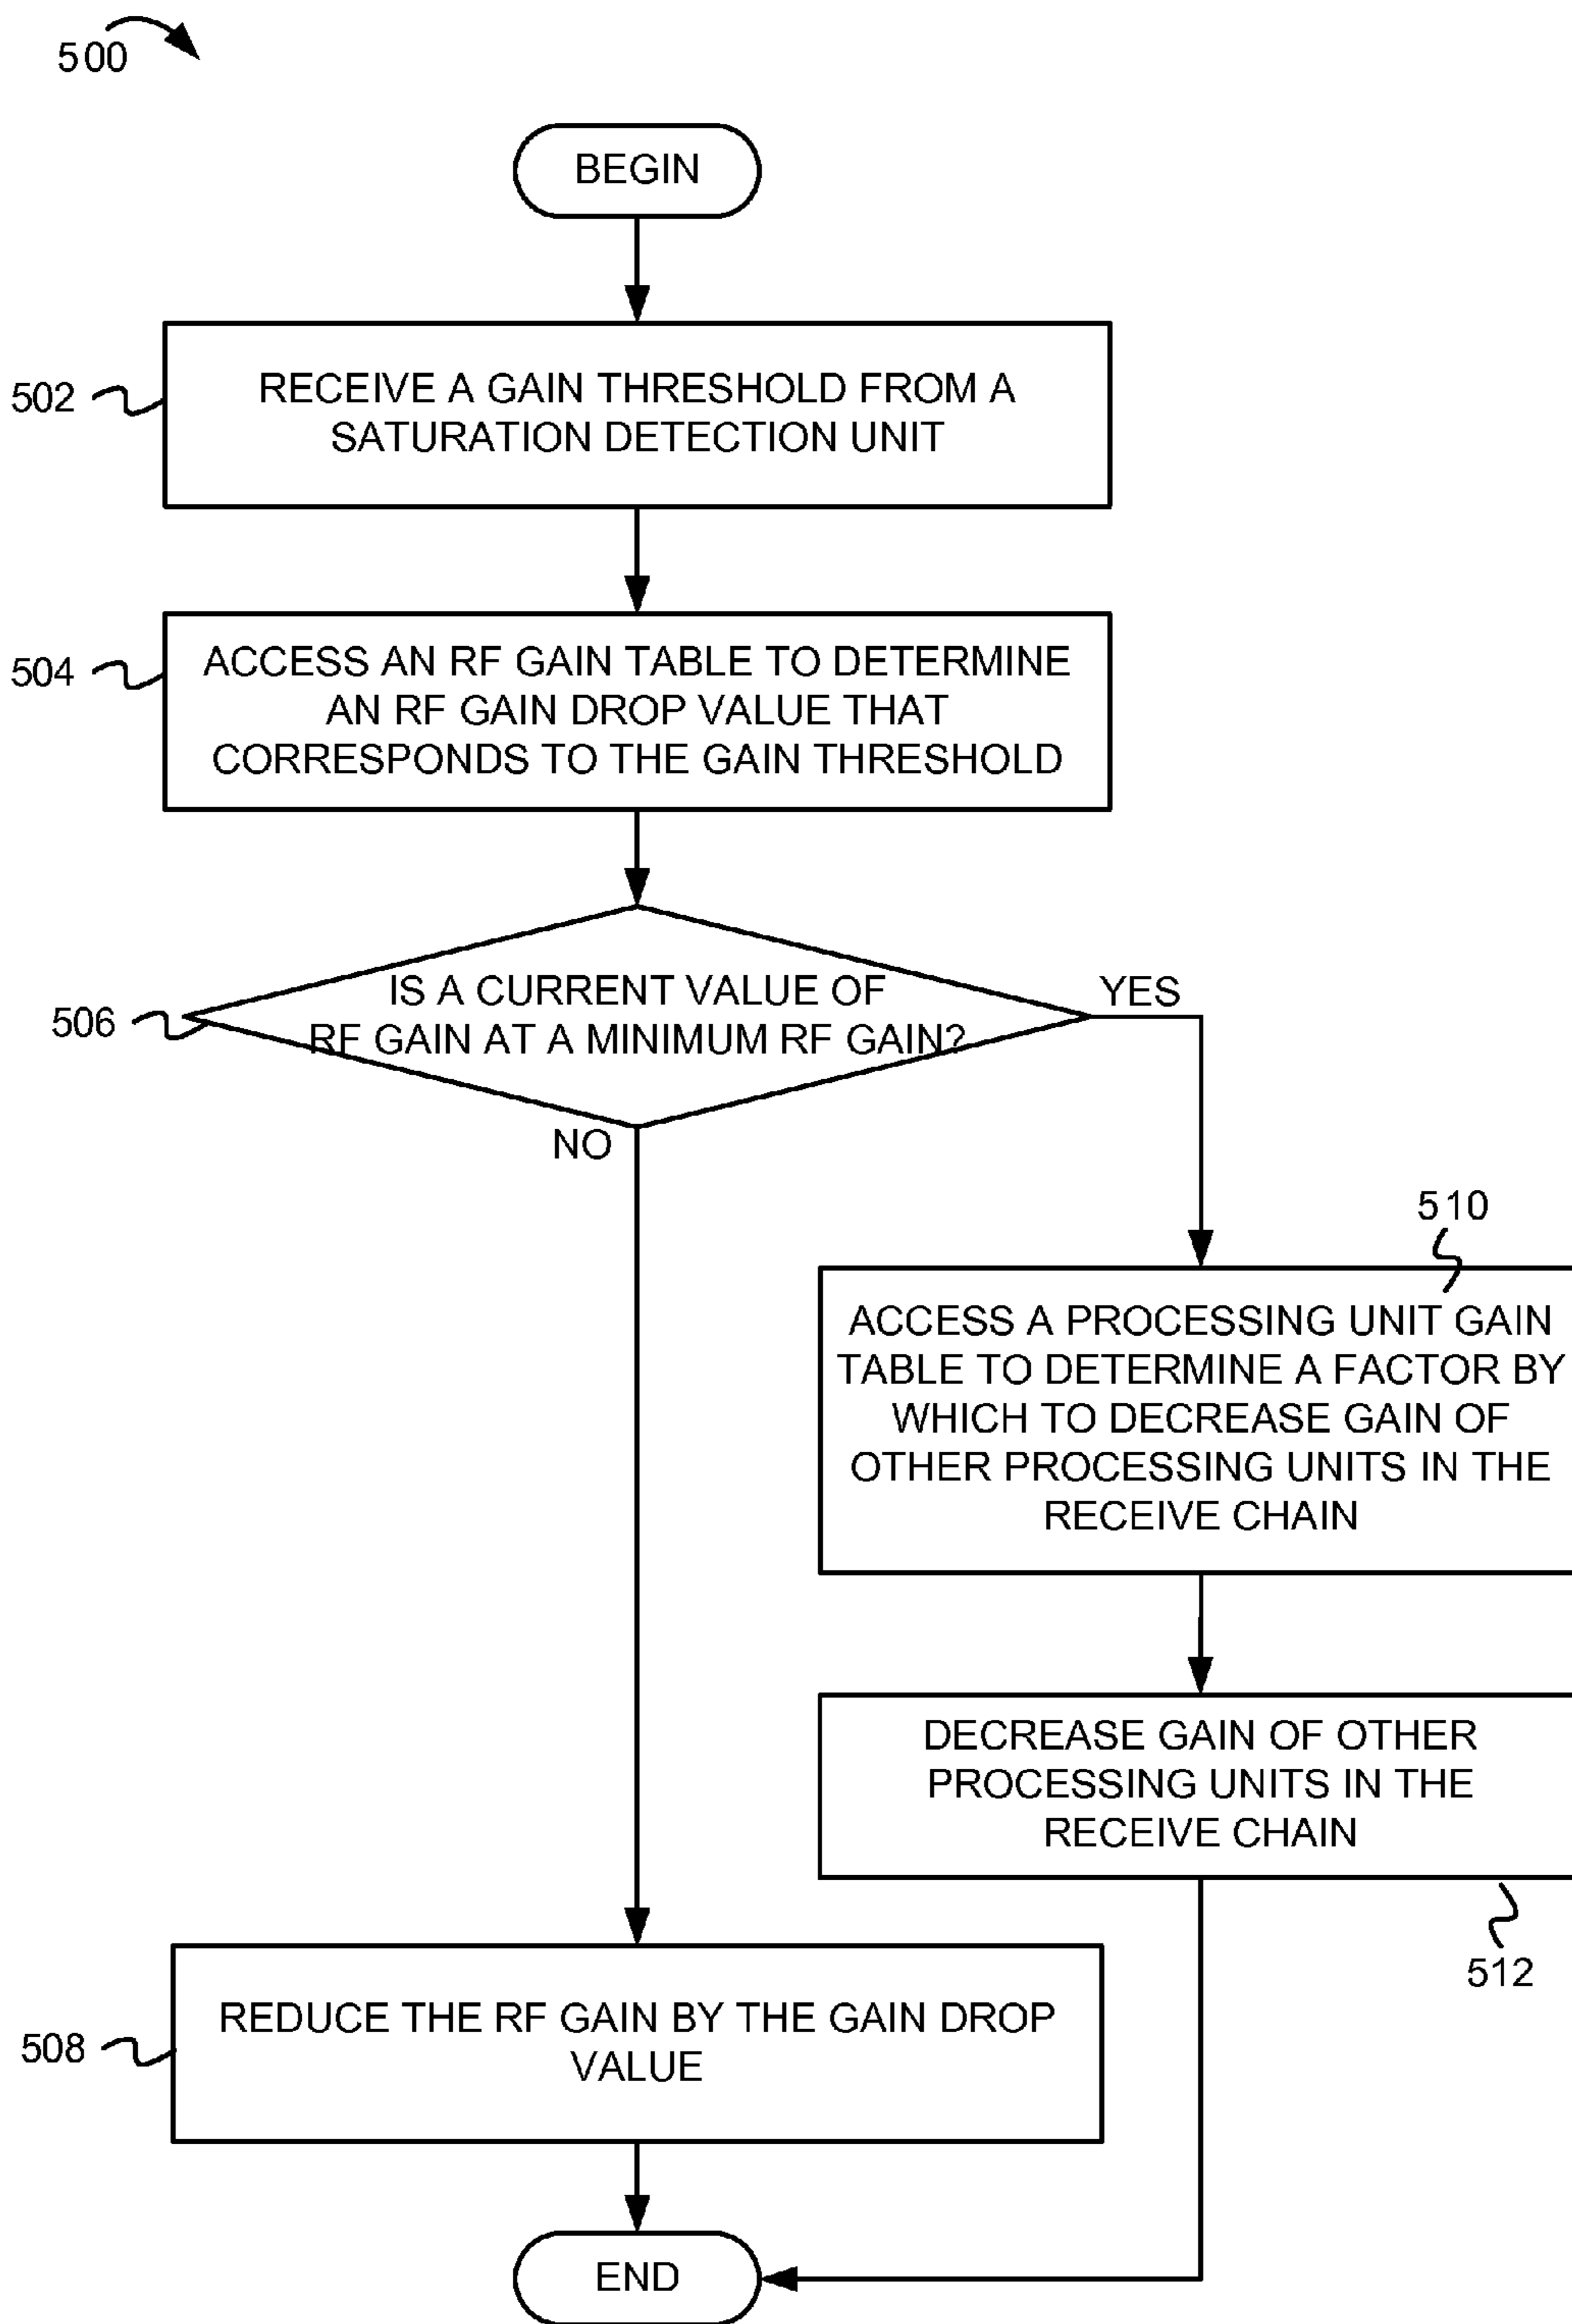 500
BEGIN
502
RECEIVE A GAIN THRESHOLD FROM A
SATURATION DETECTION UNIT
504
ACCESS AN RF GAIN TABLE TO DETERMINE
AN RF GAIN DROP VALUE THAT
CORRESPONDS TO THE GAIN THRESHOLD
506
IS A CURRENT VALUE OF
RF GAIN AT A MINIMUM RF GAIN?
YES
NO
510
ACCESS A PROCESSING UNIT GAIN
TABLE TO DETERMINE A FACTOR BY
WHICH TO DECREASE GAIN OF
OTHER PROCESSING UNITS IN THE
RECEIVE CHAIN
DECREASE GAIN OF OTHER
PROCESSING UNITS IN THE
RECEIVE CHAIN
512
508
REDUCE THE RF GAIN BY THE GAIN DROP
VALUE
END